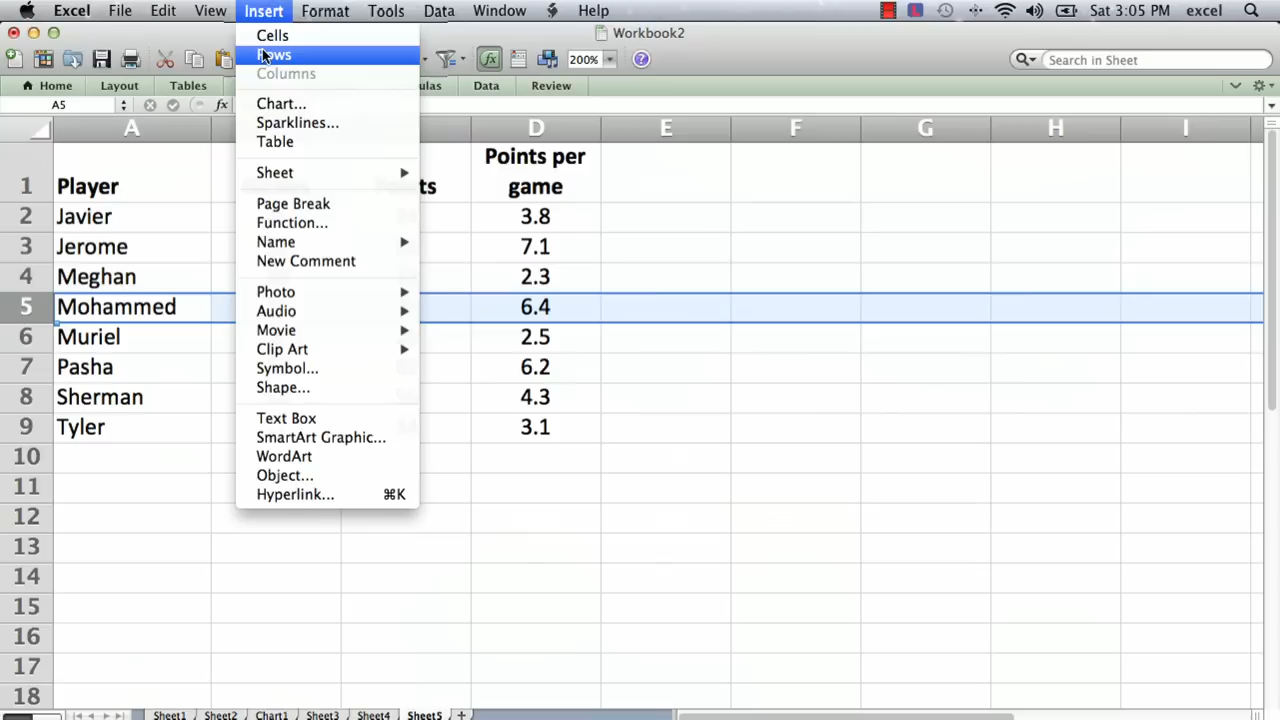 Excel File Edit View Insert Format Tools Data Window Help Sat 3:05 PM excel
Workbook2
200% Search in Sheet
Home Layout Tables Data Review
A5 fx
Cells
Rows
Columns
Chart...
Sparklines...
Table
Sheet
Page Break
Function...
Name
New Comment
Photo
Audio
Movie
Clip Art
Symbol...
Shape...
Text Box
SmartArt Graphic...
WordArt
Object...
Hyperlink... ⌘K
A D E F G H I
1 Player Points per
game
2 Javier 3.8
3 Jerome 7.1
4 Meghan 2.3
5 Mohammed 6.4
6 Muriel 2.5
7 Pasha 6.2
8 Sherman 4.3
9 Tyler 3.1
10
11
12
13
14
15
16
17
18
Sheet1 Sheet2 Chart1 Sheet3 Sheet4 Sheet5 +